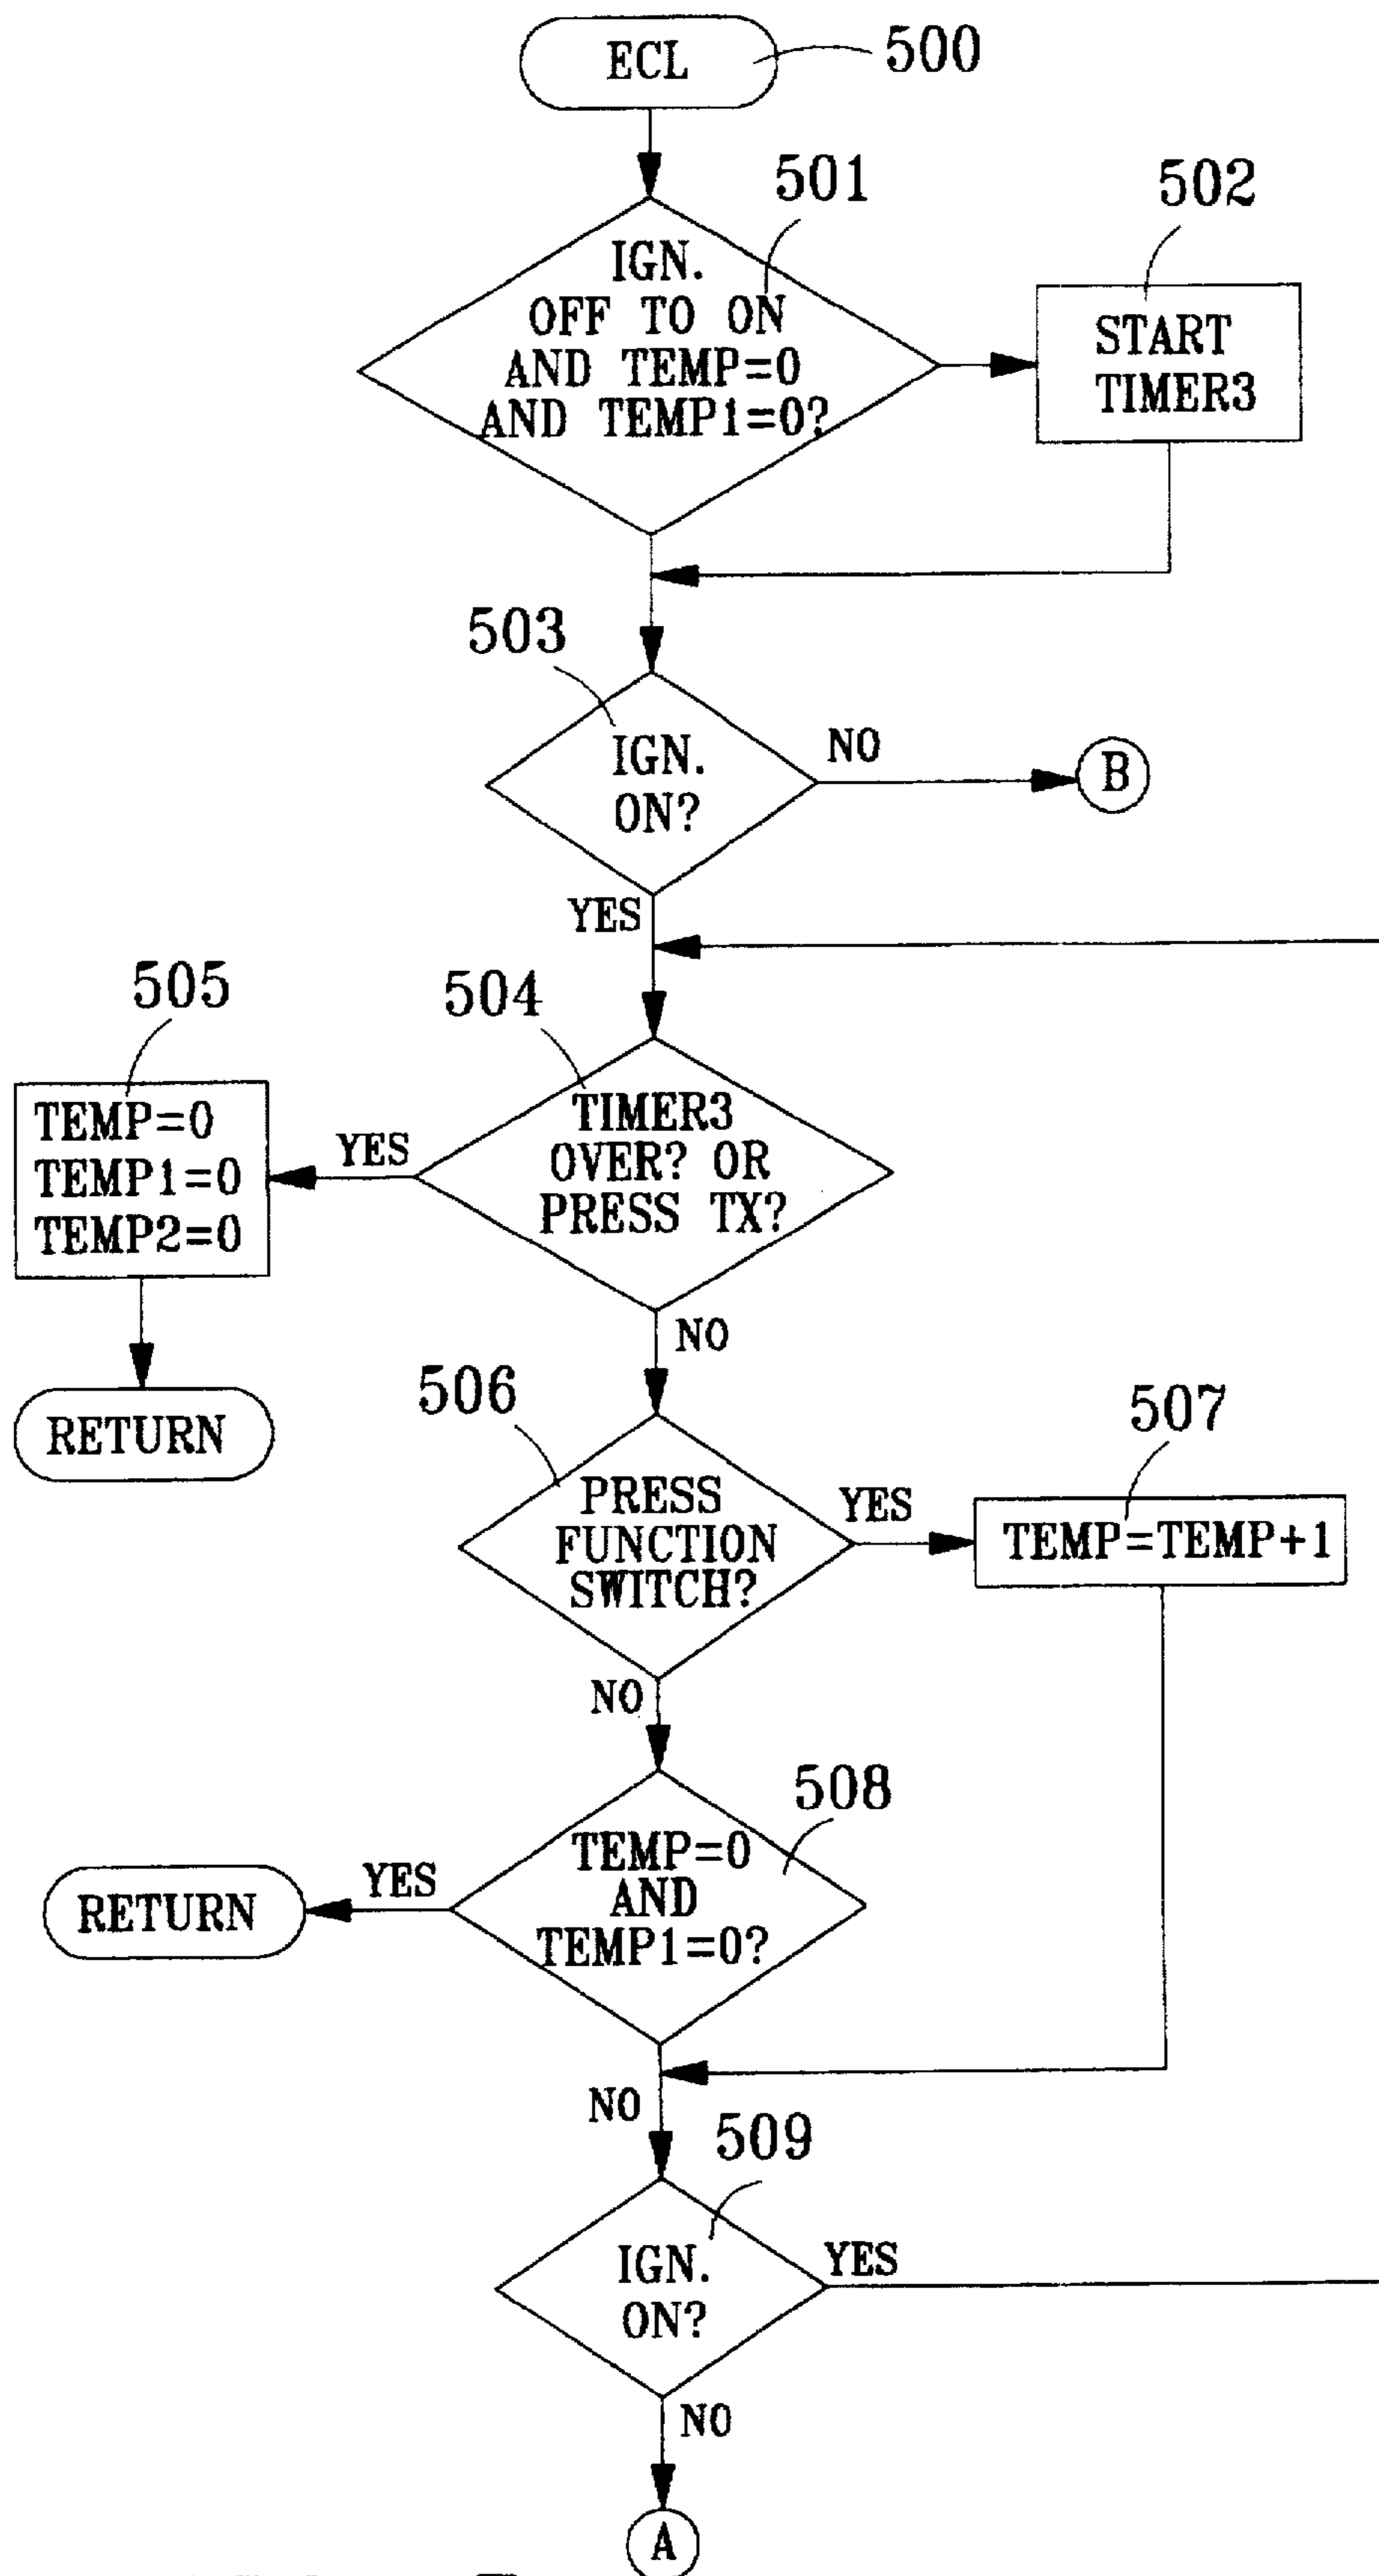 ECL
500
501
502
IGN.
OFF TO ON
AND TEMP=0
AND TEMP1=0?
START
TIMER3
503
IGN.
ON?
NO
B
YES
505
504
TEMP=0
TEMP1=0
TEMP2=0
YES
TIMER3
OVER? OR
PRESS TX?
NO
RETURN
506
507
PRESS
FUNCTION
SWITCH?
YES
TEMP=TEMP+1
NO
508
TEMP=0
AND
TEMP1=0?
YES
RETURN
NO
509
IGN.
ON?
YES
NO
A